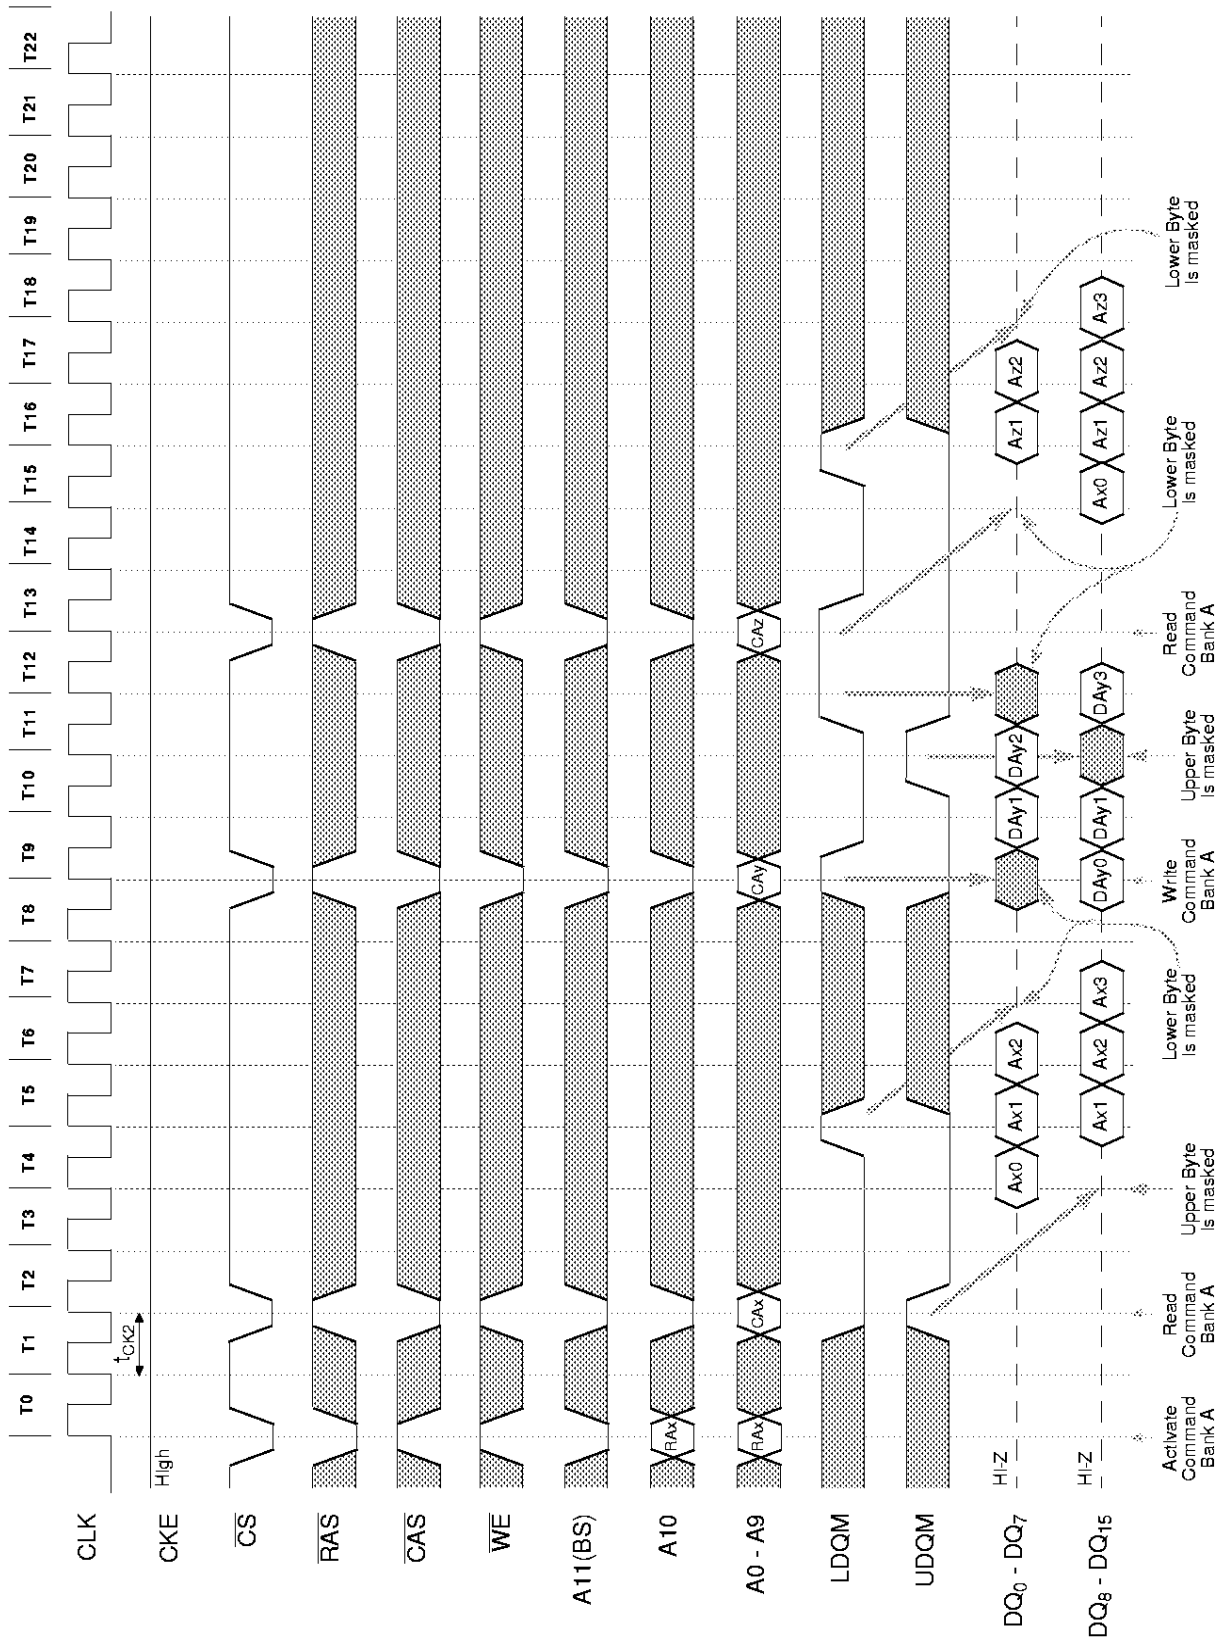 T0 T1 T2 T3 T4 T5 T6 T7 T8 T9 T10 T11 T12 T13 T14 T15 T16 T17 T18 T19 T20 T21 T22
CLK
tCK2
CKE
High
CS
RAS
CAS
WE
A11(BS)
A10
RAx
A0 - A9
RAx CAx CAy CAz
LDQM
UDQM
DQ0 - DQ7
Hi-Z
Ax0 Ax1 Ax2 DAy1 DAy2 Az1 Az2
DQ8 - DQ15
Hi-Z
Ax1 Ax2 Ax3 DAy0 DAy1 DAy3 Ax0 Az1 Az2 Az3
Activate
Command
Bank A
Read
Command
Bank A
Upper Byte
Is masked
Lower Byte
Is masked
Write
Command
Bank A
Upper Byte
Is masked
Read
Command
Bank A
Lower Byte
Is masked
Lower Byte
Is masked